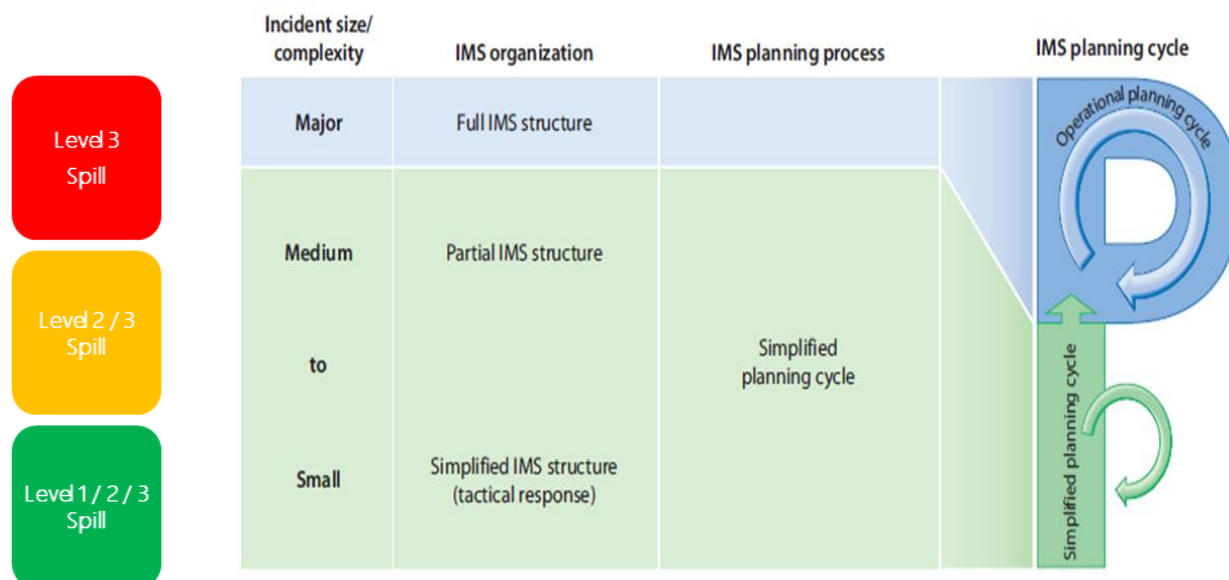 Incident size/
complexity
IMS organization
IMS planning process
IMS planning cycle
Level 3
Spill
Major
Full IMS structure
Operational planning cycle
Level 2 / 3
Spill
Medium
Partial IMS structure
to
Simplified
planning cycle
Level 1 / 2 / 3
Spill
Small
Simplified IMS structure
(tactical response)
Simplified planning cycle